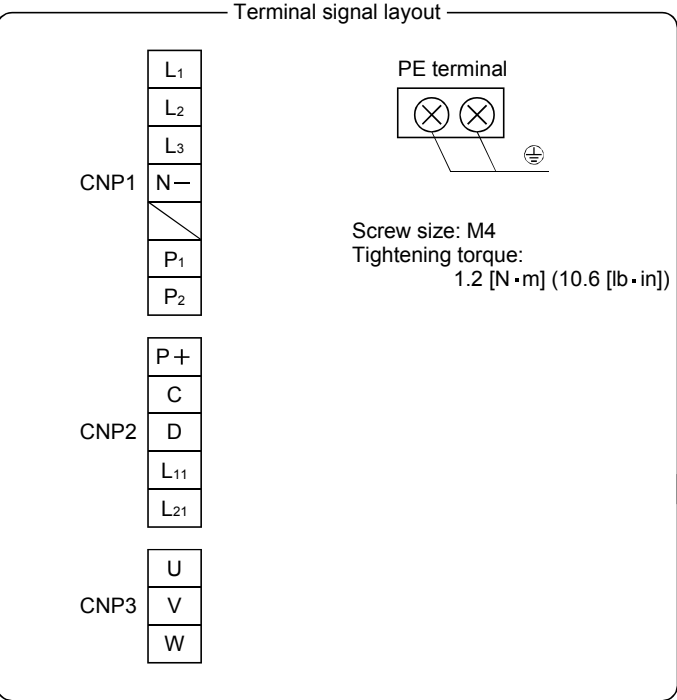 Terminal signal layout
L1
L2
L3
CNP1
N−
P1
P2
PE terminal
Screw size: M4
Tightening torque:
1.2 [N·m] (10.6 [lb·in])
P+
C
CNP2
D
L11
L21
U
CNP3
V
W